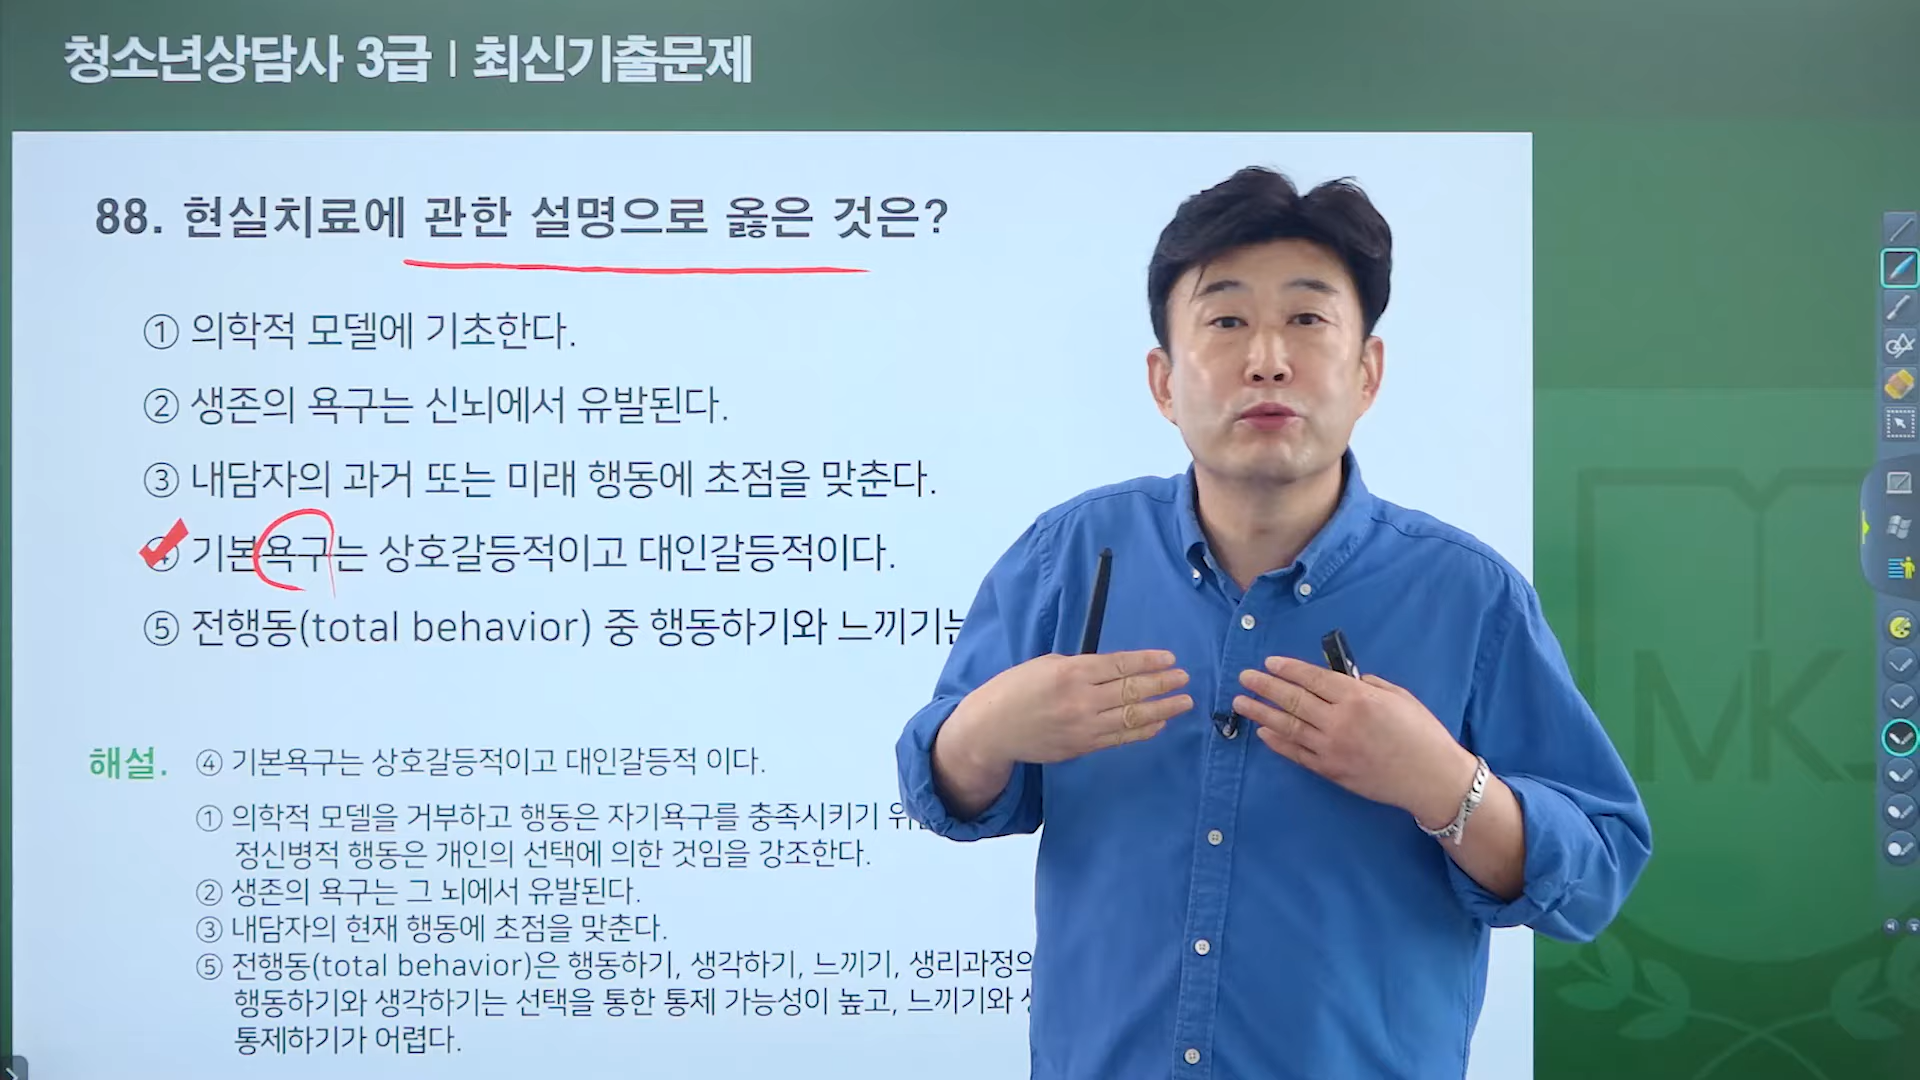 청소년상담사 3급 | 최신기출문제
88. 현실치료에 관한 설명으로 옳은 것은?
① 의학적 모델에 기초한다.
② 생존의 욕구는 신뇌에서 유발된다.
③ 내담자의 과거 또는 미래 행동에 초점을 맞춘다.
④ 기본욕구는 상호갈등적이고 대인갈등적이다.
⑤ 전행동(total behavior) 중 행동하기와 느끼기는
해설. ④ 기본욕구는 상호갈등적이고 대인갈등적 이다.
① 의학적 모델을 거부하고 행동은 자기욕구를 충족시키기
정신병적 행동은 개인의 선택에 의한 것임을 강조한다.
② 생존의 욕구는 그 뇌에서 유발된다.
③ 내담자의 현재 행동에 초점을 맞춘다.
⑤ 전행동(total behavior)은 행동하기, 생각하기, 느끼기, 생리과정의
행동하기와 생각하기는 선택을 통한 통제 가능성이 높고, 느끼기와
통제하기가 어렵다.
MK